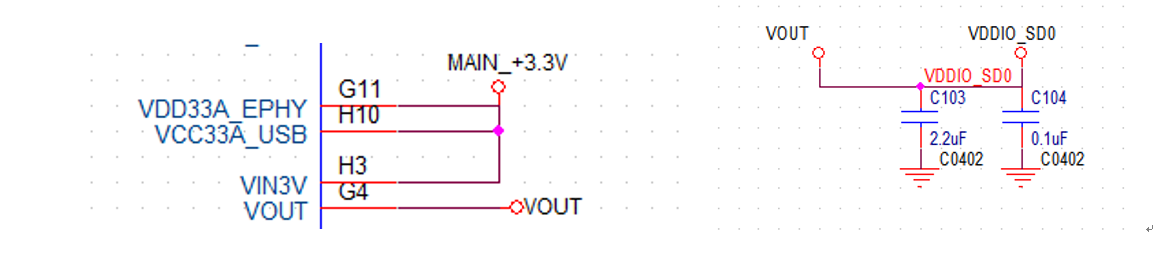 G11
VDD33A_EPHY
H10
VCC33A_USB
H3
VIN3V
G4
VOUT
MAIN_+3.3V
VOUT
VOUT
VDDIO_SD0
VDDIO_SD0
C103
C104
2.2uF
0.1uF
C0402
C0402